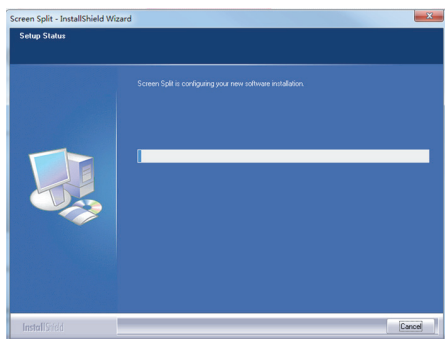 Screen Split - InstallShield Wizard
Setup Status
Screen Split is configuring your new software installation.
InstallShield
Cancel